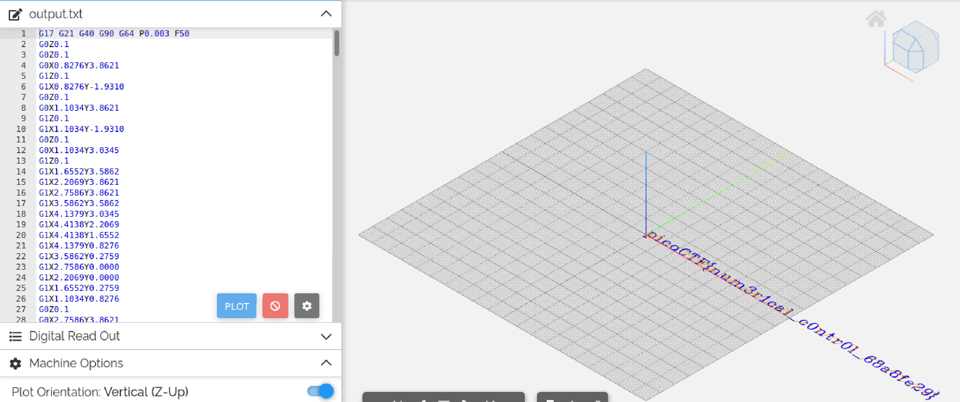 output.txt
1 G17 G21 G40 G90 G64 P0.003 F50
2 G0Z0.1
3 G0Z0.1
4 G0X0.8276Y3.8621
5 G1Z0.1
6 G1X0.8276Y-1.9310
7 G0Z0.1
8 G0X1.1034Y3.8621
9 G1Z0.1
10 G1X1.1034Y-1.9310
11 G0Z0.1
12 G0X1.1034Y3.0345
13 G1Z0.1
14 G1X1.6552Y3.5862
15 G1X2.2069Y3.8621
16 G1X2.7586Y3.8621
17 G1X3.5862Y3.5862
18 G1X4.1379Y3.0345
19 G1X4.4138Y2.2069
20 G1X4.4138Y1.6552
21 G1X4.1379Y0.8276
22 G1X3.5862Y0.2759
23 G1X2.7586Y0.0000
24 G1X2.2069Y0.0000
25 G1X1.6552Y0.2759
26 G1X1.1034Y0.8276
27 G0Z0.1
28 G0X2.7586Y3.8621
PLOT
Digital Read Out
Machine Options
Plot Orientation: Vertical (Z-Up)
picoCTF{num3r1cal_c0ntr0l_68a8fe29}